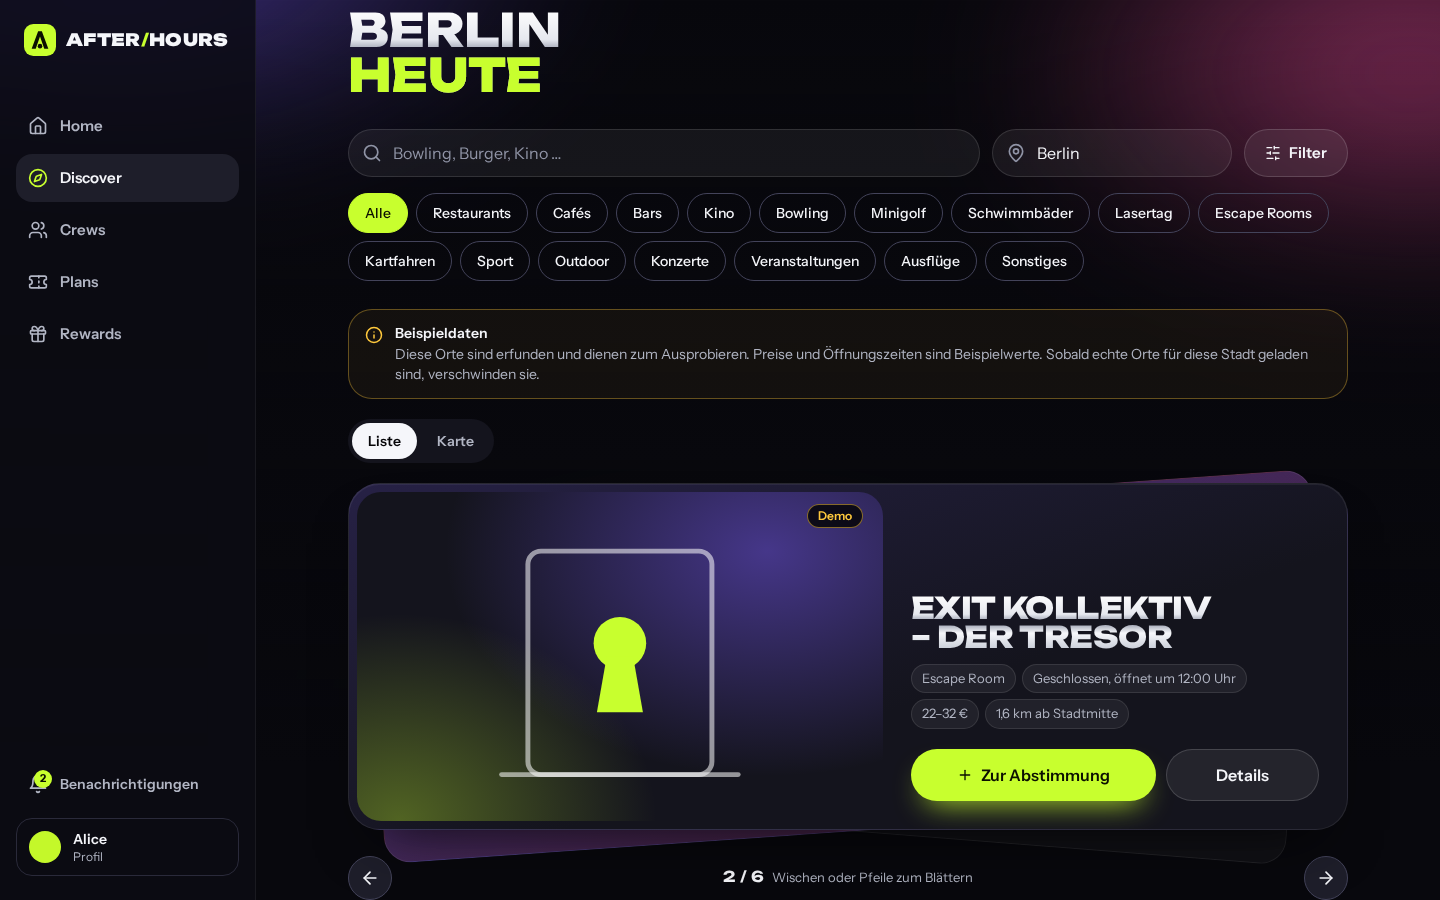 AFTER/HOURS
Home
Discover
Crews
Plans
Rewards
2
Benachrichtigungen
Alice
Profil
BERLIN
HEUTE
Bowling, Burger, Kino ...
Berlin
Filter
Alle
Restaurants
Cafés
Bars
Kino
Bowling
Minigolf
Schwimmbäder
Lasertag
Escape Rooms
Kartfahren
Sport
Outdoor
Konzerte
Veranstaltungen
Ausflüge
Sonstiges
Beispieldaten
Diese Orte sind erfunden und dienen zum Ausprobieren. Preise und Öffnungszeiten sind Beispielwerte. Sobald echte Orte für diese Stadt geladen
sind, verschwinden sie.
Liste
Karte
Demo
EXIT KOLLEKTIV
– DER TRESOR
Escape Room
Geschlossen, öffnet um 12:00 Uhr
22–32 €
1,6 km ab Stadtmitte
+ Zur Abstimmung
Details
2 / 6
Wischen oder Pfeile zum Blättern